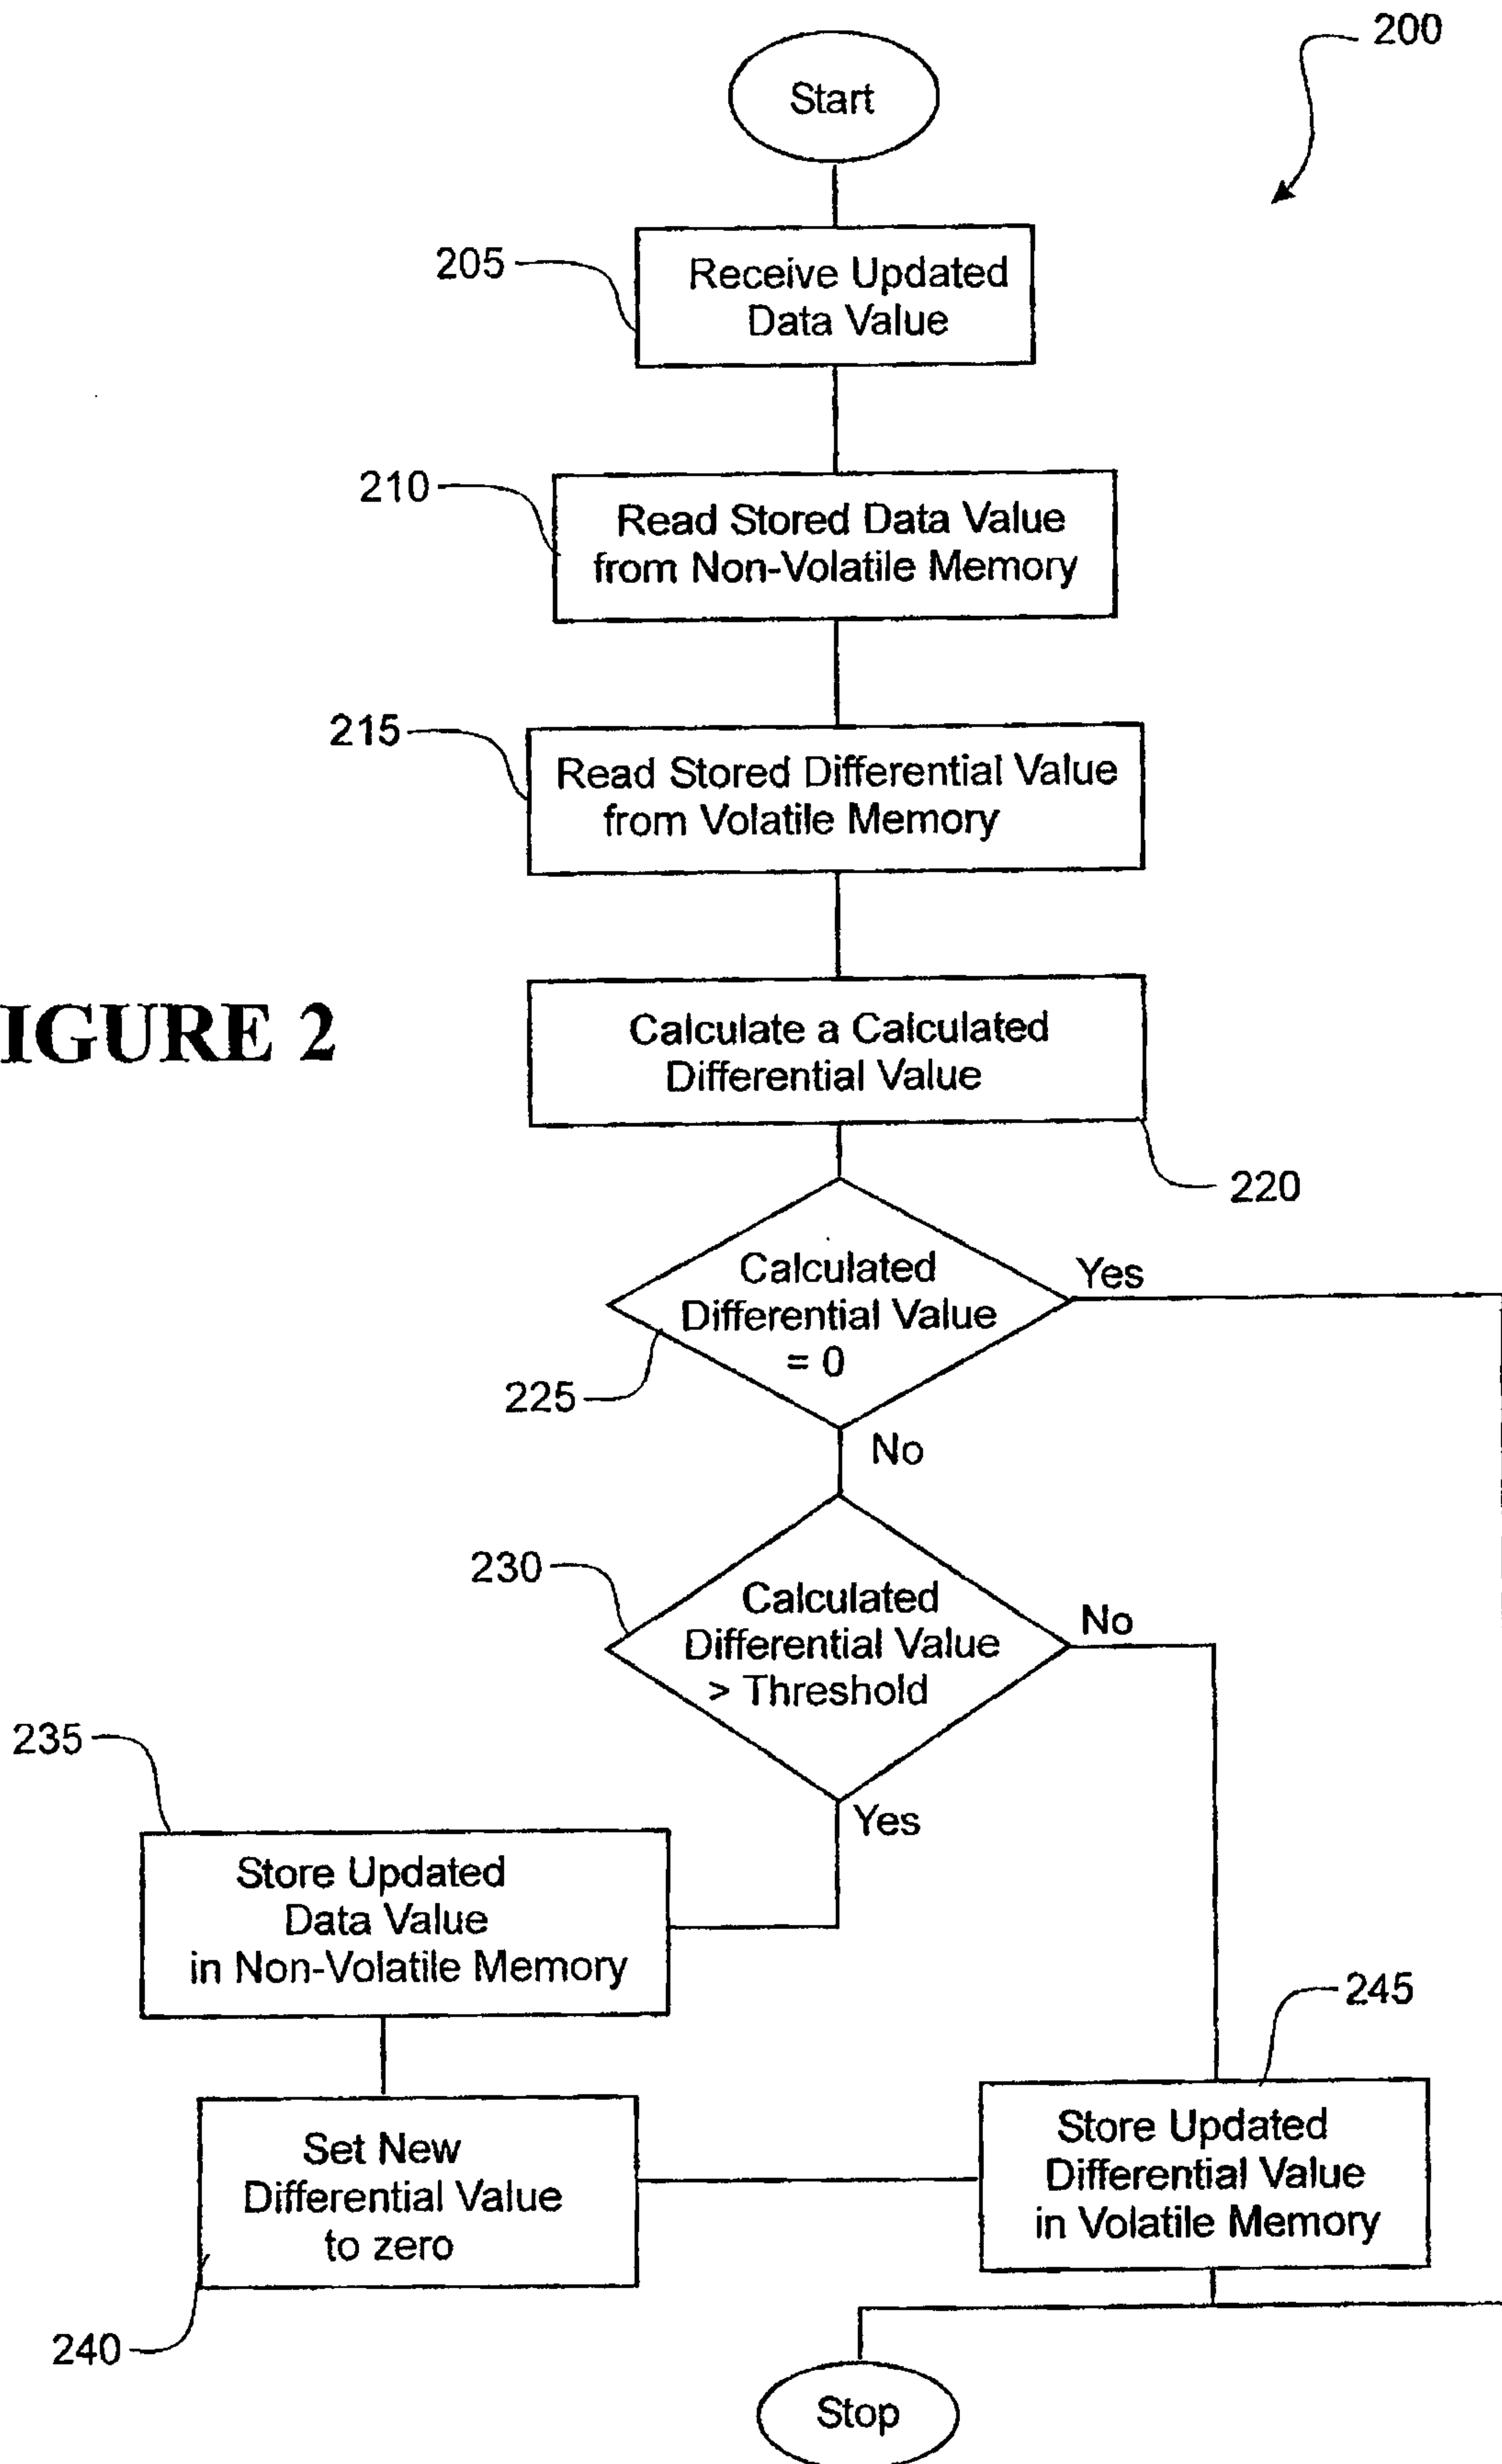 200
Start
205
Receive Updated
Data Value
210
Read Stored Data Value
from Non-Volatile Memory
215
Read Stored Differential Value
from Volatile Memory
IGURE 2
Calculate a Calculated
Differential Value
220
Calculated
Differential Value
= 0
Yes
225
No
230
Calculated
Differential Value
> Threshold
No
Yes
235
Store Updated
Data Value
in Non-Volatile Memory
245
Set New
Differential Value
to zero
Store Updated
Differential Value
in Volatile Memory
240
Stop